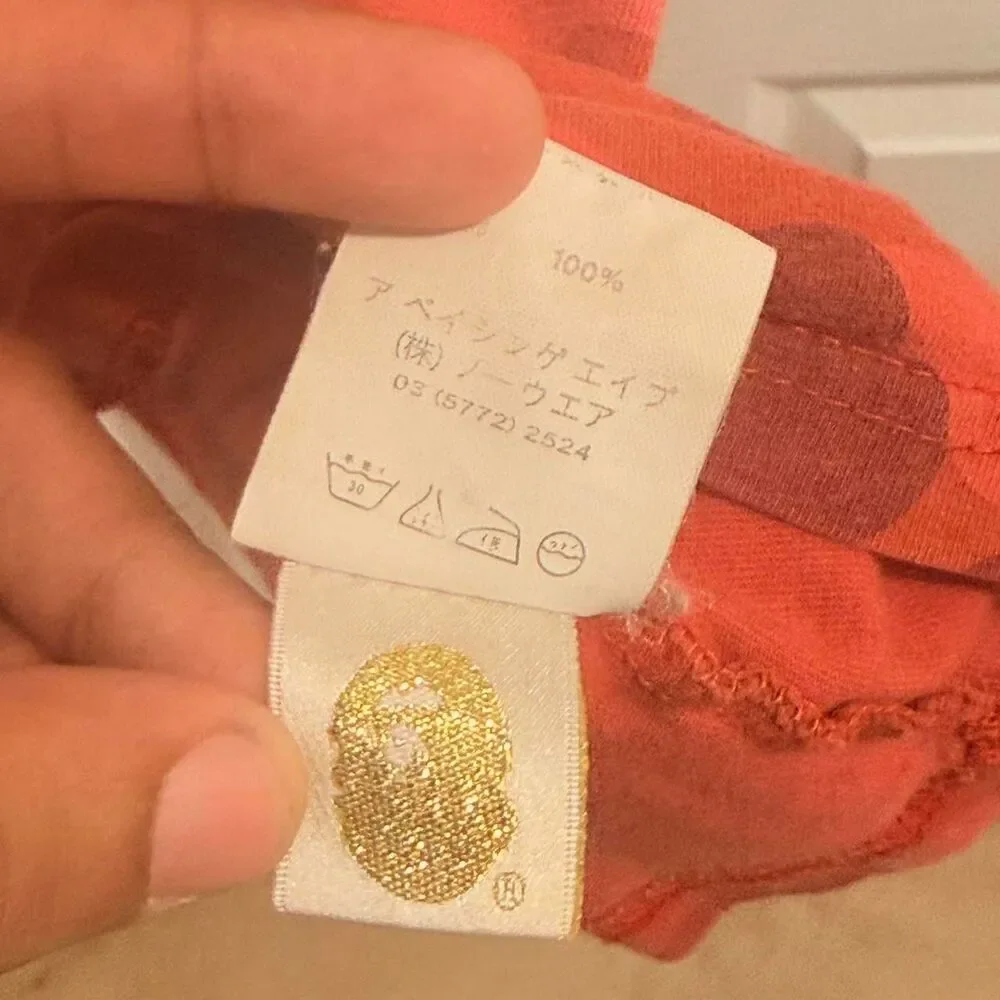 100%
ア ベイシングエイプ
(株) ノーウエア
03 (5772) 2524
30